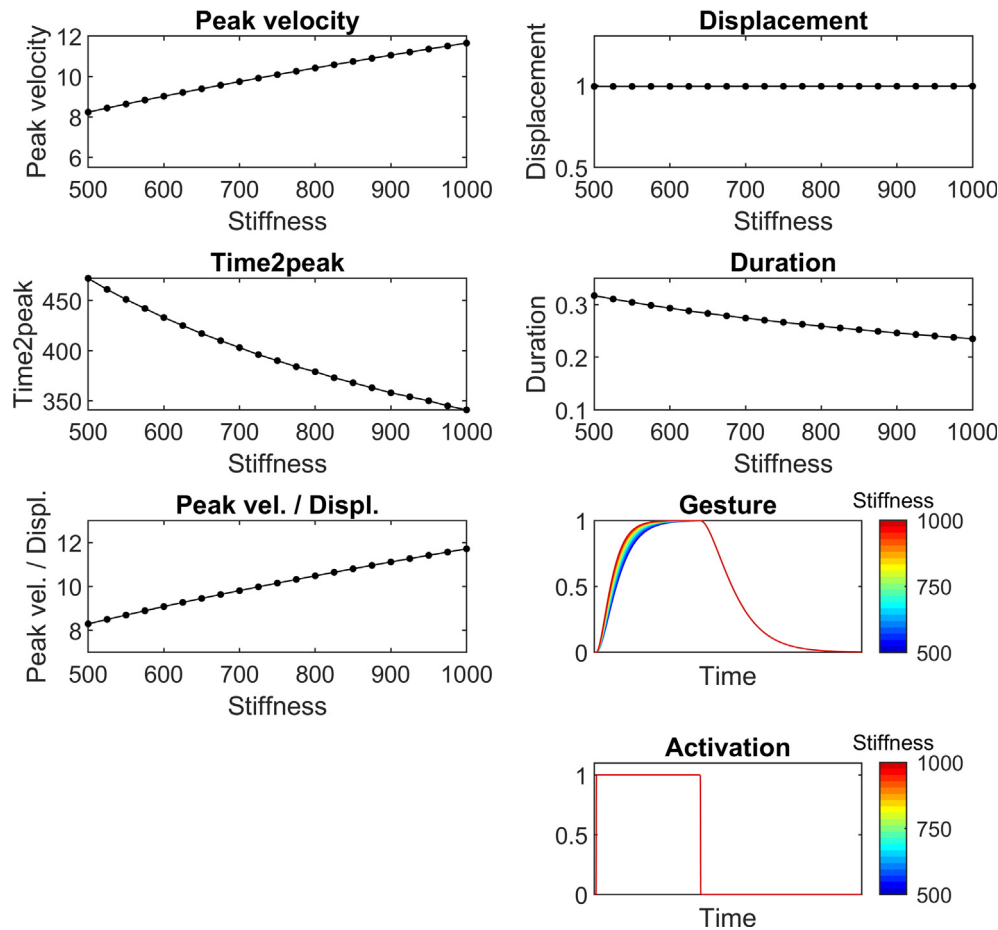 Peak velocity
Peak velocity
12
10
8
6
500 600 700 800 900 1000
Stiffness
Displacement
Displacement
1
0.5
500 600 700 800 900 1000
Stiffness
Time2peak
Time2peak
450
400
350
500 600 700 800 900 1000
Stiffness
Duration
Duration
0.3
0.2
0.1
500 600 700 800 900 1000
Stiffness
Peak vel. / Displ.
Peak vel. / Displ.
12
10
8
500 600 700 800 900 1000
Stiffness
Gesture
1
0.5
0
Time
Stiffness
1000
750
500
Activation
1
0.5
0
Time
Stiffness
1000
750
500